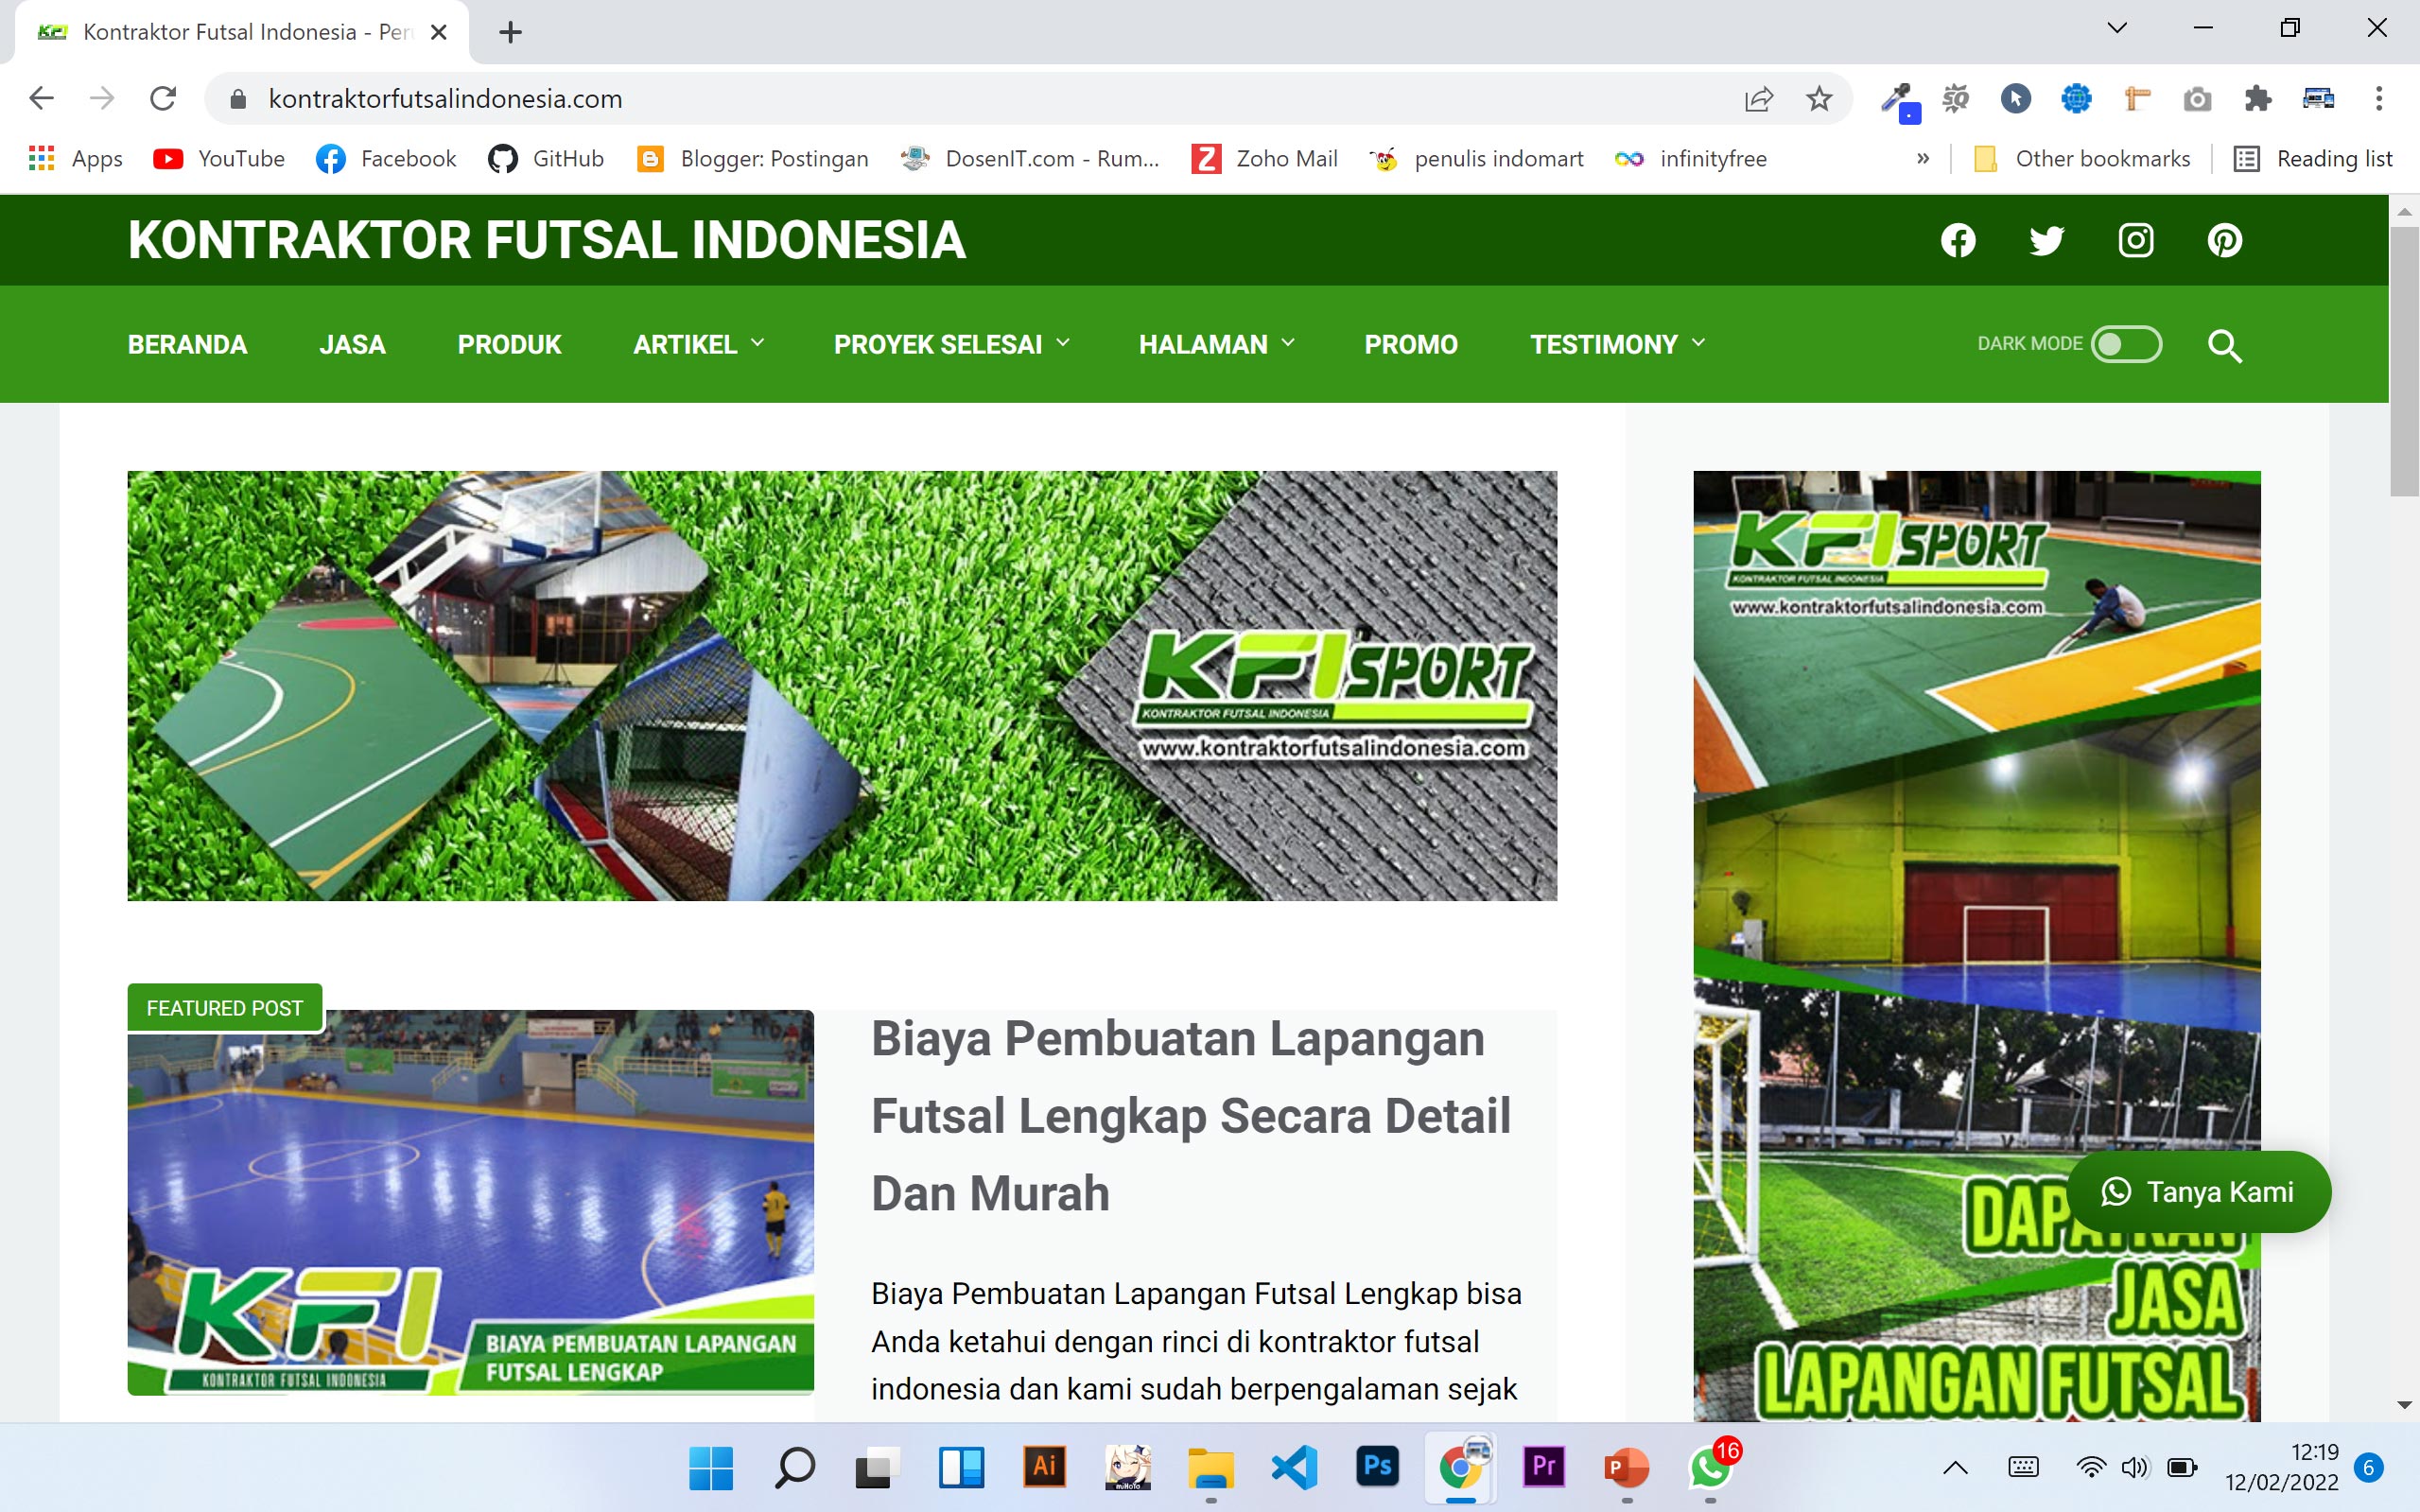 Kontraktor Futsal Indonesia - Per
kontraktorfutsalindonesia.com
Apps
YouTube
Facebook
GitHub
Blogger: Postingan
DosenIT.com - Rum...
Zoho Mail
penulis indomart
infinityfree
»
Other bookmarks
Reading list
KONTRAKTOR FUTSAL INDONESIA
BERANDA
JASA
PRODUK
ARTIKEL
PROYEK SELESAI
HALAMAN
PROMO
TESTIMONY
DARK MODE
KFI SPORT
KONTRAKTOR FUTSAL INDONESIA
www.kontraktorfutsalindonesia.com
KFI SPORT
KONTRAKTOR FUTSAL INDONESIA
www.kontraktorfutsalindonesia.com
FEATURED POST
KFI
KONTRAKTOR FUTSAL INDONESIA
BIAYA PEMBUATAN LAPANGAN
FUTSAL LENGKAP
Biaya Pembuatan Lapangan
Futsal Lengkap Secara Detail
Dan Murah
Biaya Pembuatan Lapangan Futsal Lengkap bisa
Anda ketahui dengan rinci di kontraktor futsal
indonesia dan kami sudah berpengalaman sejak
Tanya Kami
DAPATKAN
JASA
LAPANGAN FUTSAL
Ai
miHoYo
Ps
Pr
P
16
12:19
12/02/2022
6